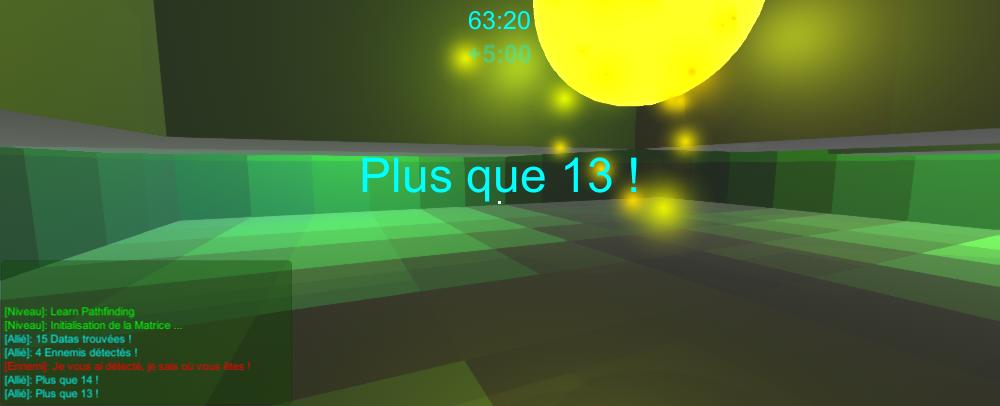 63:20
+5:00
Plus que 13 !
[Niveau]: Learn Pathfinding
[Niveau]: Initialisation de la Matrice ...
[Allié]: 15 Datas trouvées !
[Allié]: 4 Ennemis détectés !
[Ennemi]: Je vous ai détecté, je sais où vous êtes !
[Allié]: Plus que 14 !
[Allié]: Plus que 13 !